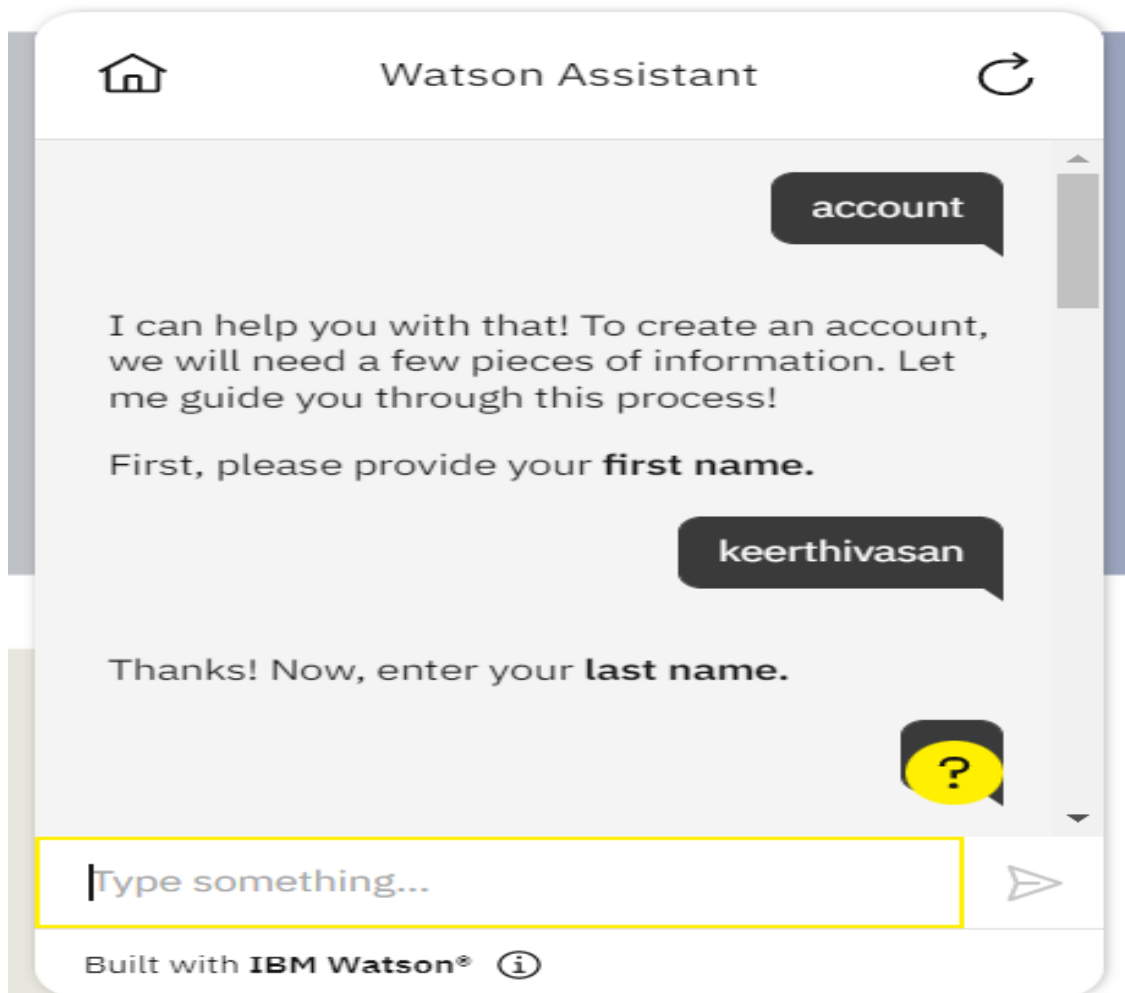 Watson Assistant
account
I can help you with that! To create an account,
we will need a few pieces of information. Let
me guide you through this process!
First, please provide your first name.
keerthivasan
Thanks! Now, enter your last name.
?
Type something...
Built with IBM Watson®